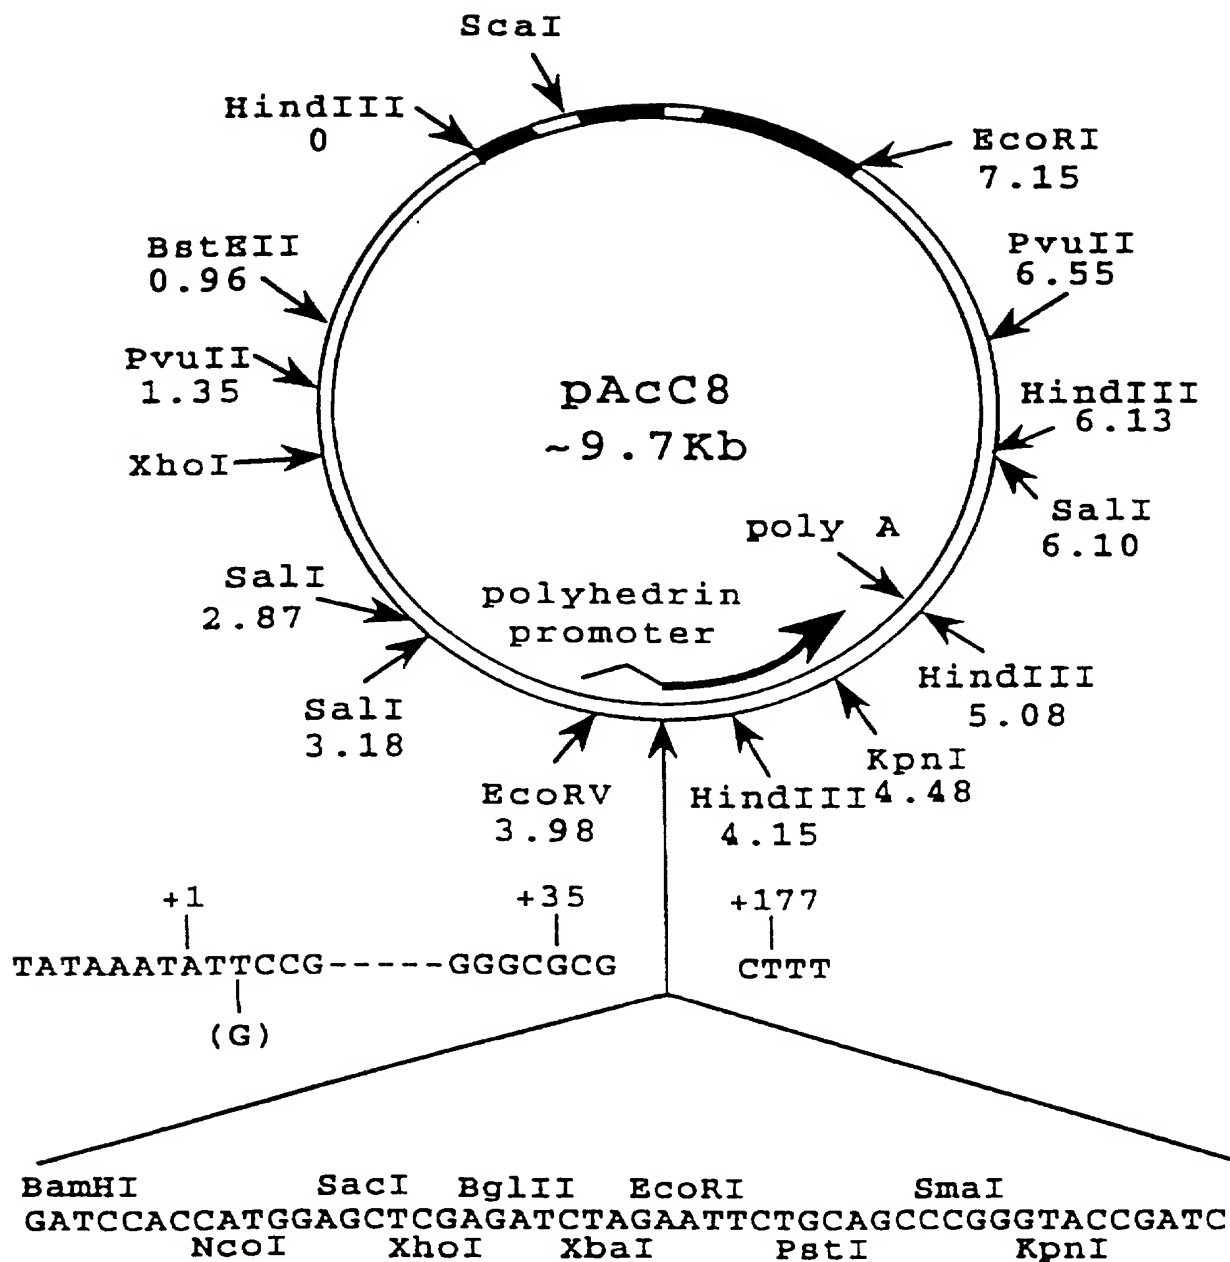 ScaI
HindIII
0
EcoRI
7.15
BstEII
0.96
PvuII
6.55
PvuII
1.35
pAcC8
~9.7Kb
HindIII
6.13
XhoI
SalI
6.10
poly A
SalI
2.87
polyhedrin
promoter
HindIII
5.08
SalI
3.18
KpnI
4.48
EcoRV
3.98
HindIII
4.15
+1
+35
+177
TATAAATATTCCG-----GGGCGCG
CTTT
(G)
BamHI SacI BglII EcoRI SmaI
GATCCACCATGGAGCTCGAGATCTAGAATTCTGCAGCCCGGGTACCGATC
NcoI XhoI XbaI PstI KpnI